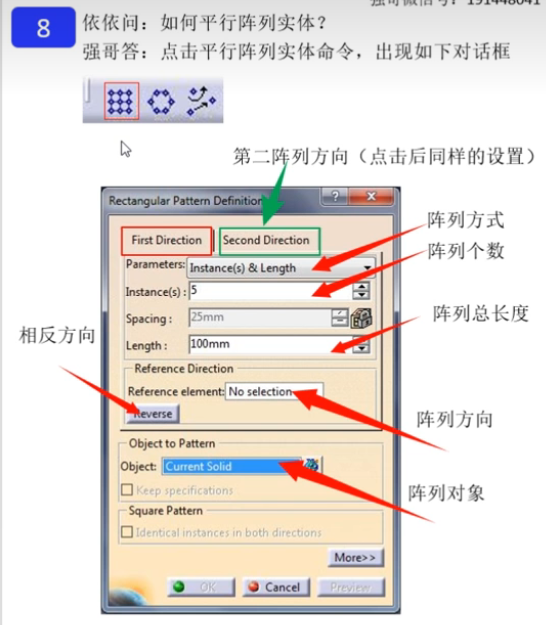 强哥微信号：191448041
8
依依问：如何平行阵列实体？
强哥答：点击平行阵列实体命令，出现如下对话框
第二阵列方向（点击后同样的设置）
Rectangular Pattern Definition
First Direction
Second Direction
阵列方式
Parameters: Instance(s) & Length
阵列个数
Instance(s) : 5
Spacing : 25mm
阵列总长度
相反方向
Length : 100mm
Reference Direction
Reference element: No selection
阵列方向
Reverse
Object to Pattern
Object: Current Solid
阵列对象
Keep specifications
Square Pattern
Identical instances in both directions
More>>
OK
Cancel
Preview